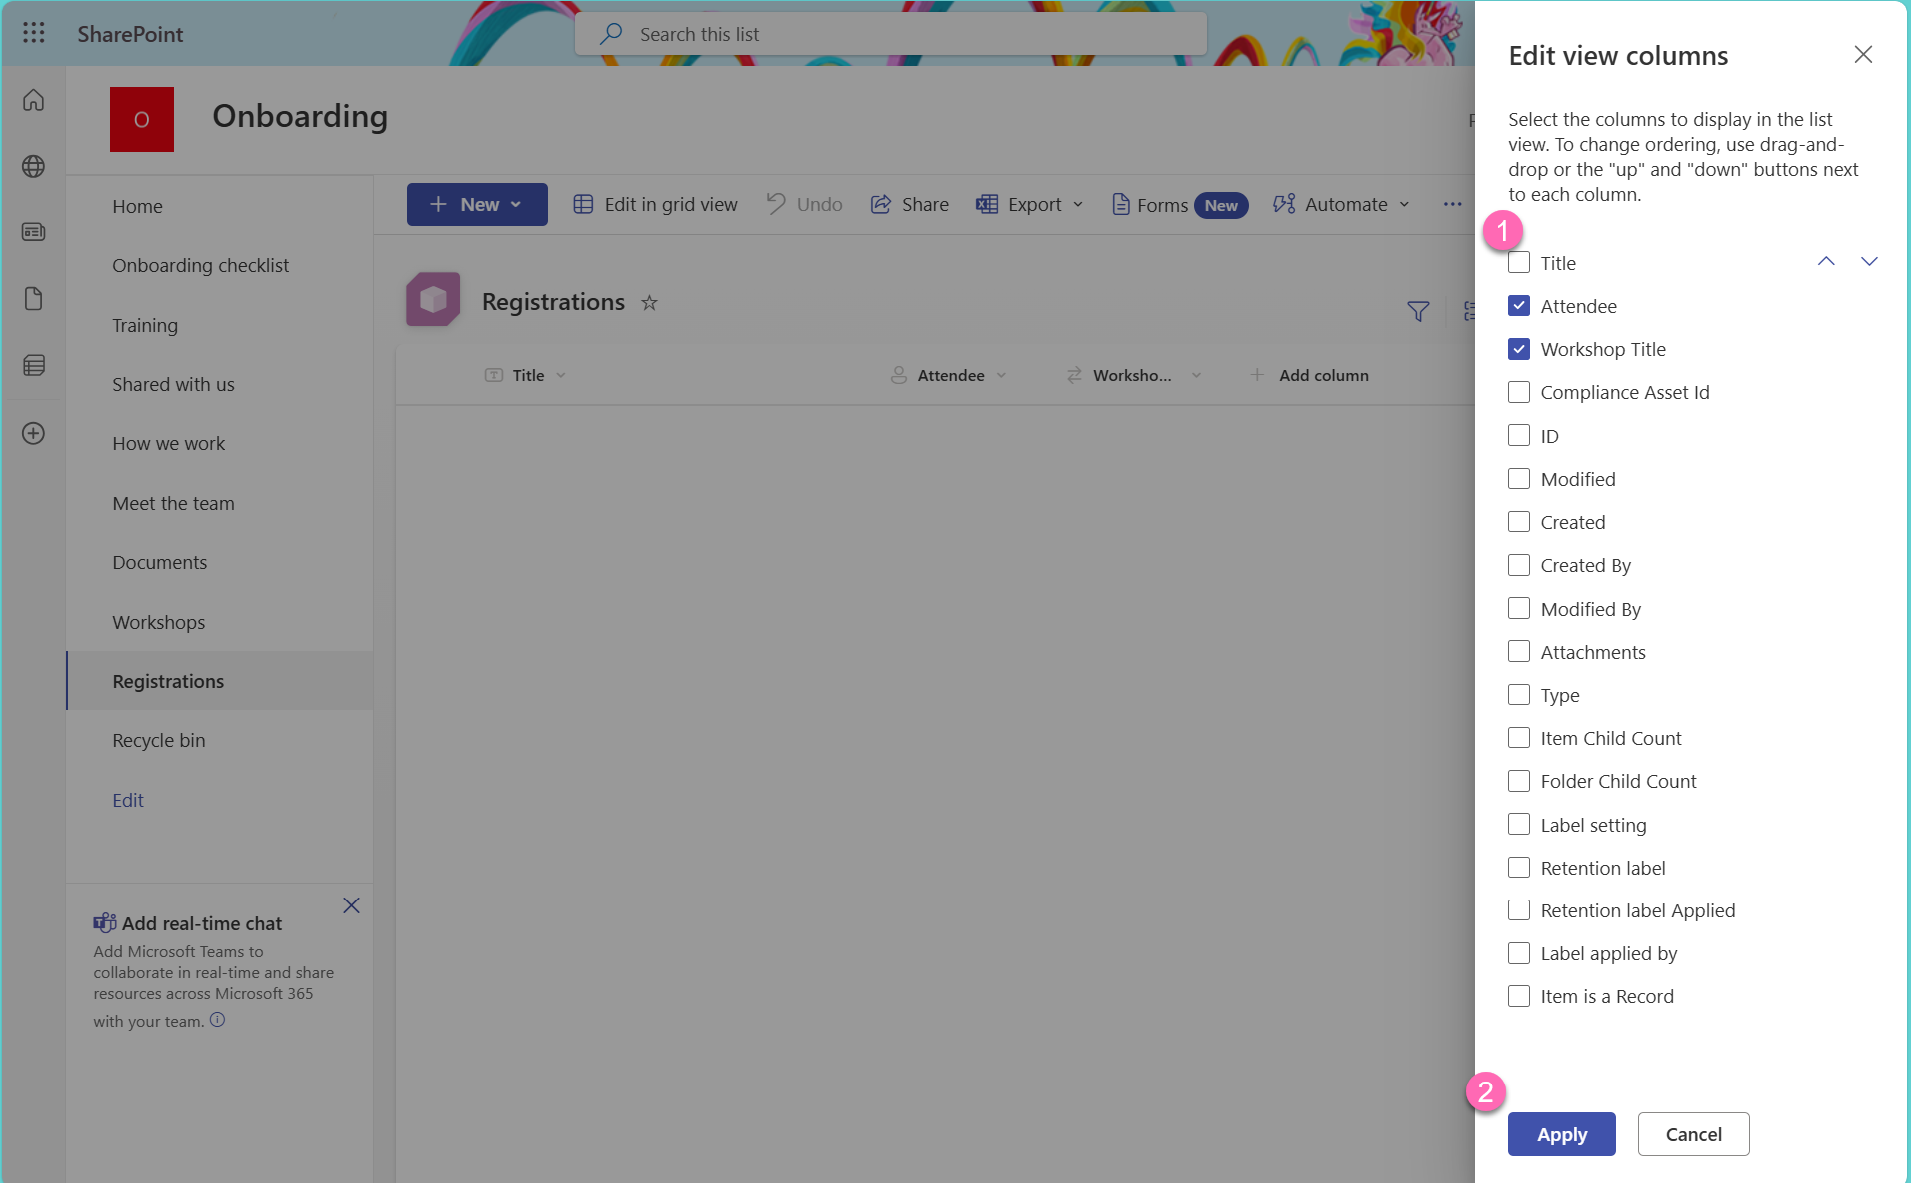 SharePoint
Search this list
O
Onboarding
Home
Onboarding checklist
Training
Shared with us
How we work
Meet the team
Documents
Workshops
Registrations
Recycle bin
Edit
Add real-time chat
Add Microsoft Teams to
collaborate in real-time and share
resources across Microsoft 365
with your team.
New
Edit in grid view
Undo
Share
Export
Forms New
Automate
Registrations
Title
Attendee
Worksho...
Add column
Edit view columns
Select the columns to display in the list
view. To change ordering, use drag-and-
drop or the "up" and "down" buttons next
to each column.
1
Title
Attendee
Workshop Title
Compliance Asset Id
ID
Modified
Created
Created By
Modified By
Attachments
Type
Item Child Count
Folder Child Count
Label setting
Retention label
Retention label Applied
Label applied by
Item is a Record
2
Apply
Cancel